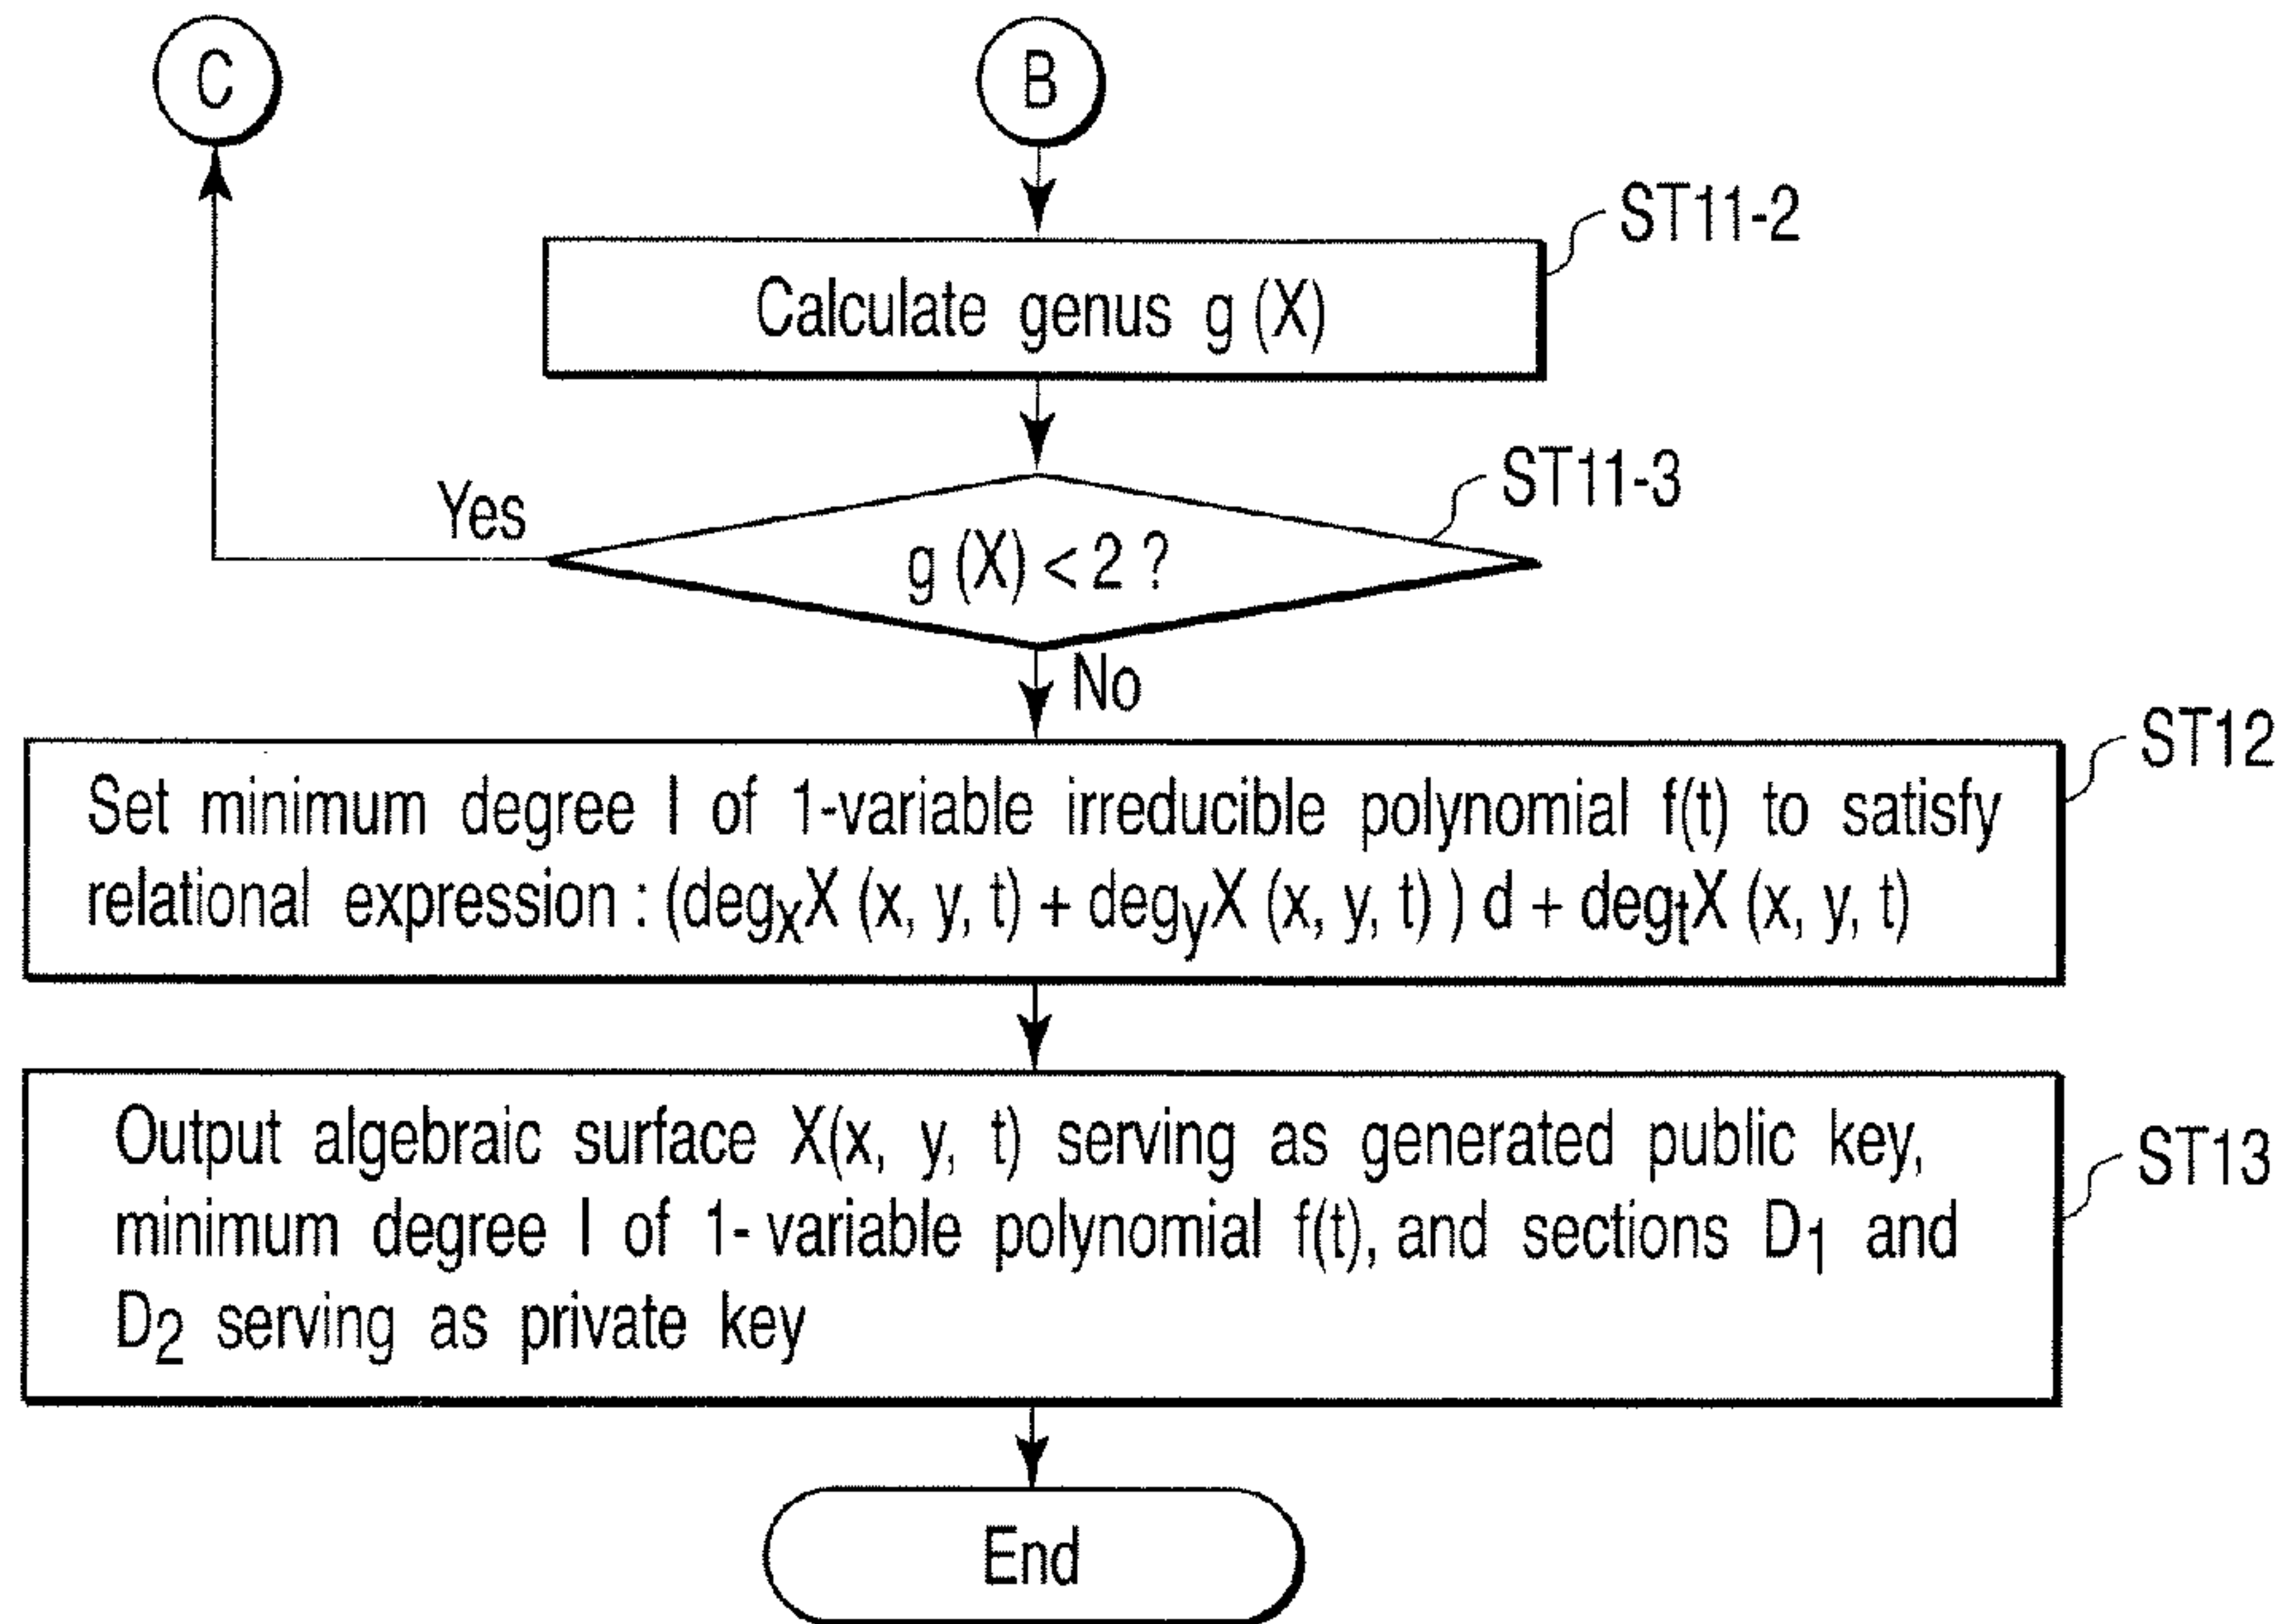 C
B
ST11-2
Calculate genus g (X)
ST11-3
Yes
g (X) < 2 ?
No
ST12
Set minimum degree l of 1-variable irreducible polynomial f(t) to satisfy
relational expression : (degxX (x, y, t) + degyX (x, y, t) ) d + degtX (x, y, t)
Output algebraic surface X(x, y, t) serving as generated public key,
ST13
minimum degree l of 1- variable polynomial f(t), and sections D1 and
D2 serving as private key
End